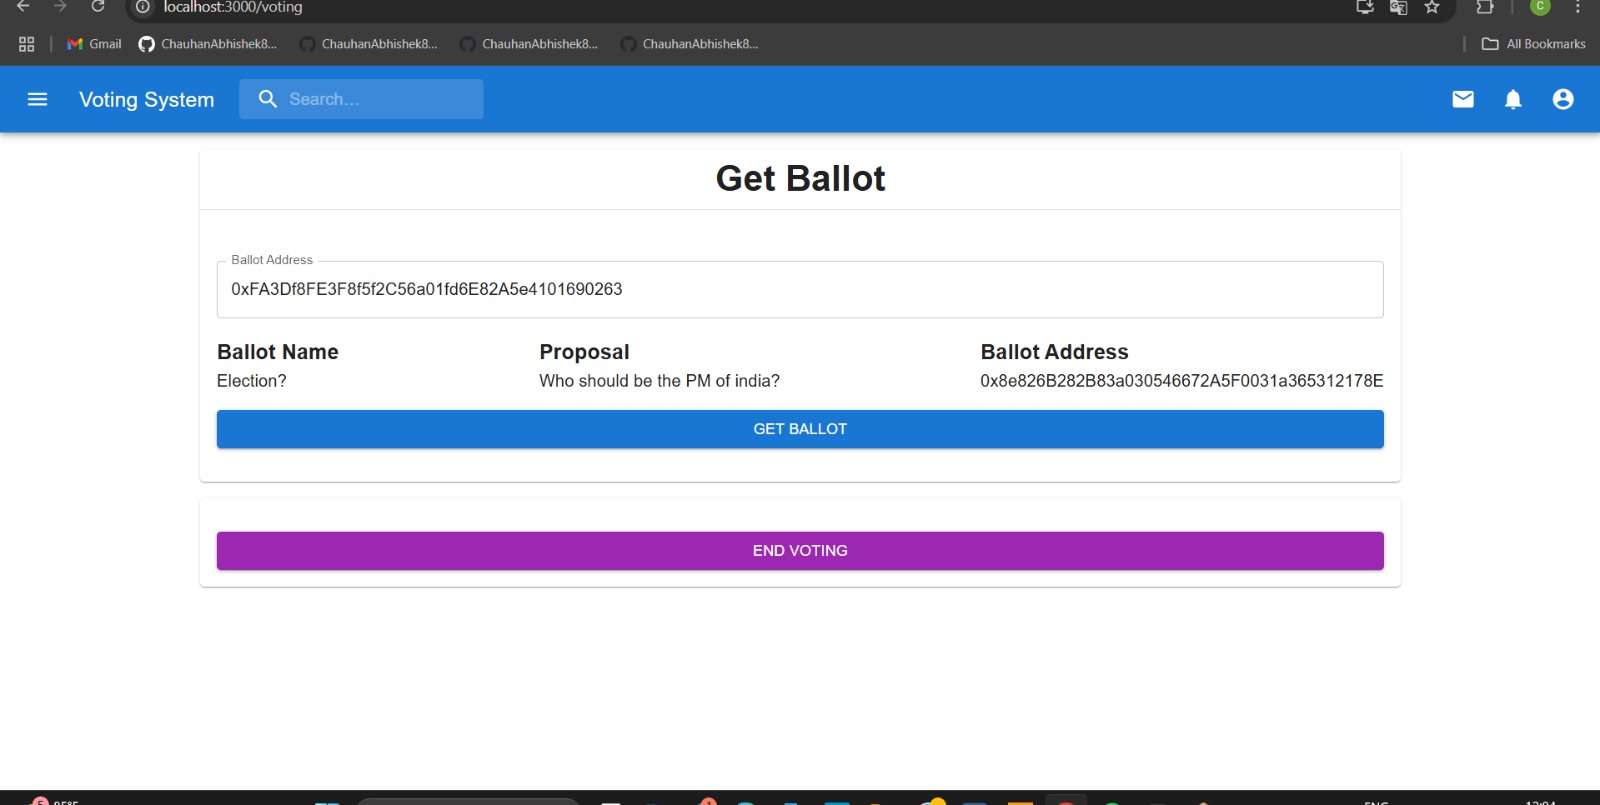 localhost:3000/voting
Gmail ChauhanAbhishek8... ChauhanAbhishek8... ChauhanAbhishek8... ChauhanAbhishek8... All Bookmarks
C
Voting System Search...
Get Ballot
Ballot Address
0xFA3Df8FE3F8f5f2C56a01fd6E82A5e4101690263
Ballot Name Proposal Ballot Address
Election? Who should be the PM of india? 0x8e826B282B83a030546672A5F0031a365312178E
GET BALLOT
END VOTING